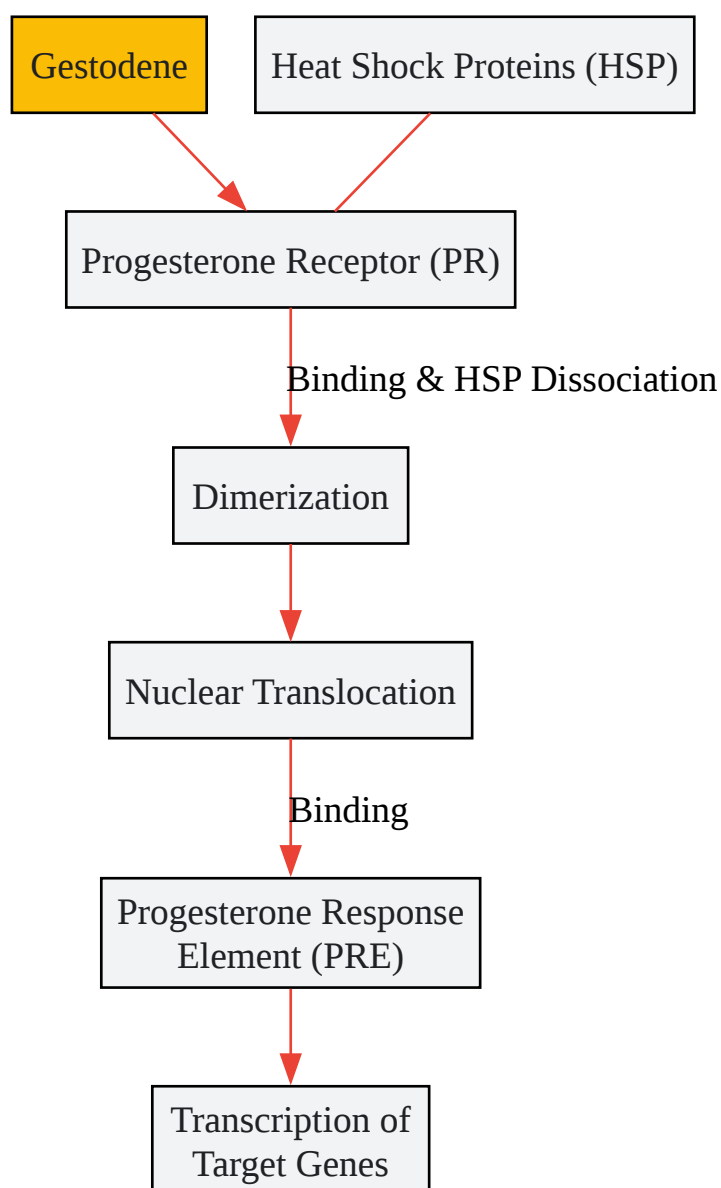 Gestodene
Heat Shock Proteins (HSP)
Progesterone Receptor (PR)
Binding & HSP Dissociation
Dimerization
Nuclear Translocation
Binding
Progesterone Response
Element (PRE)
Transcription of
Target Genes